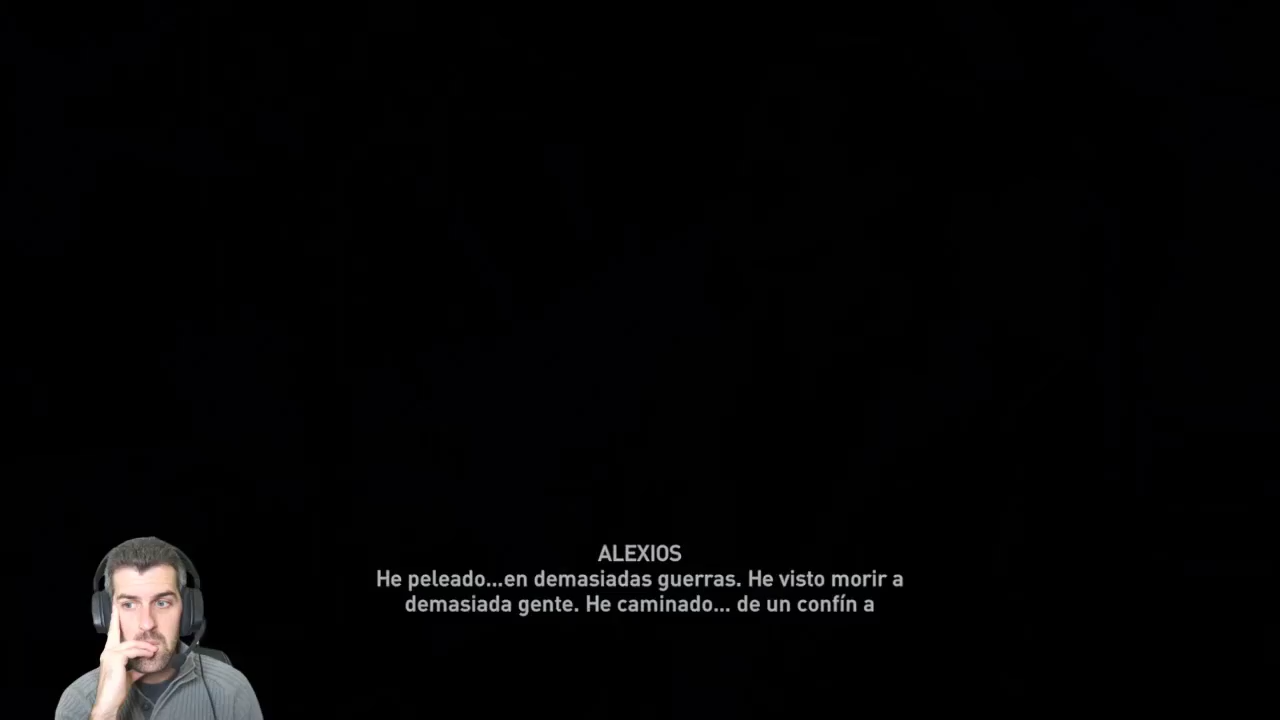 ALEXIOS
He peleado...en demasiadas guerras. He visto morir a
demasiada gente. He caminado... de un confín a